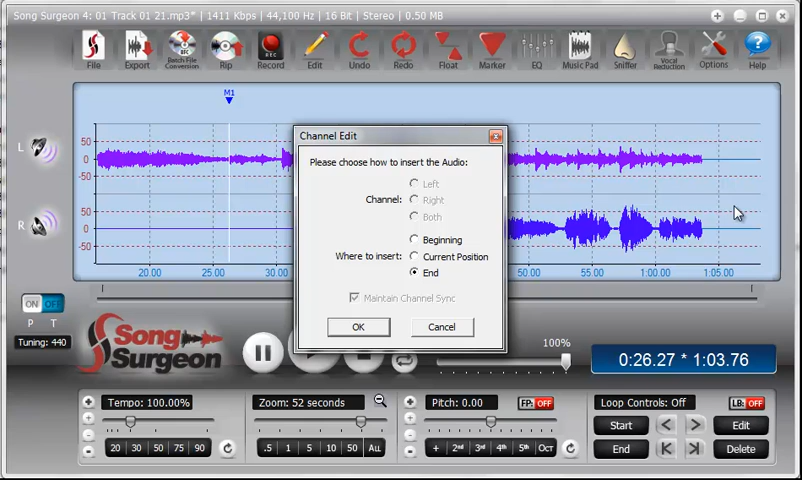 Song Surgeon 4: 01 Track 01 21.mp3* | 1411 Kbps | 44,100 Hz | 16 Bit | Stereo | 0.50 MB
File
Export
Batch File Conversion
Rip
REC
Record
Edit
Undo
Redo
Float
Marker
EQ
Music Pad
Sniffer
Vocal Reduction
Options
Help
M1
L
50
0
-50
R
50
0
-50
20.00 25.00 30.0 50.00 55.00 1:00.00 1:05.00
Channel Edit
Please choose how to insert the Audio:
Channel:
Left
Right
Both
Where to insert:
Beginning
Current Position
End
Maintain Channel Sync
OK Cancel
ON OFF
P T
Tuning: 440
Song
Surgeon
100%
0:26.27 * 1:03.76
Tempo: 100.00%
20 30 50 75 90
Zoom: 52 seconds
.5 1 5 10 50 ALL
Pitch: 0.00 FP: OFF
+ 2nd 3rd 4th 5th Oct
Loop Controls: Off LB: OFF
Start Edit
End Delete